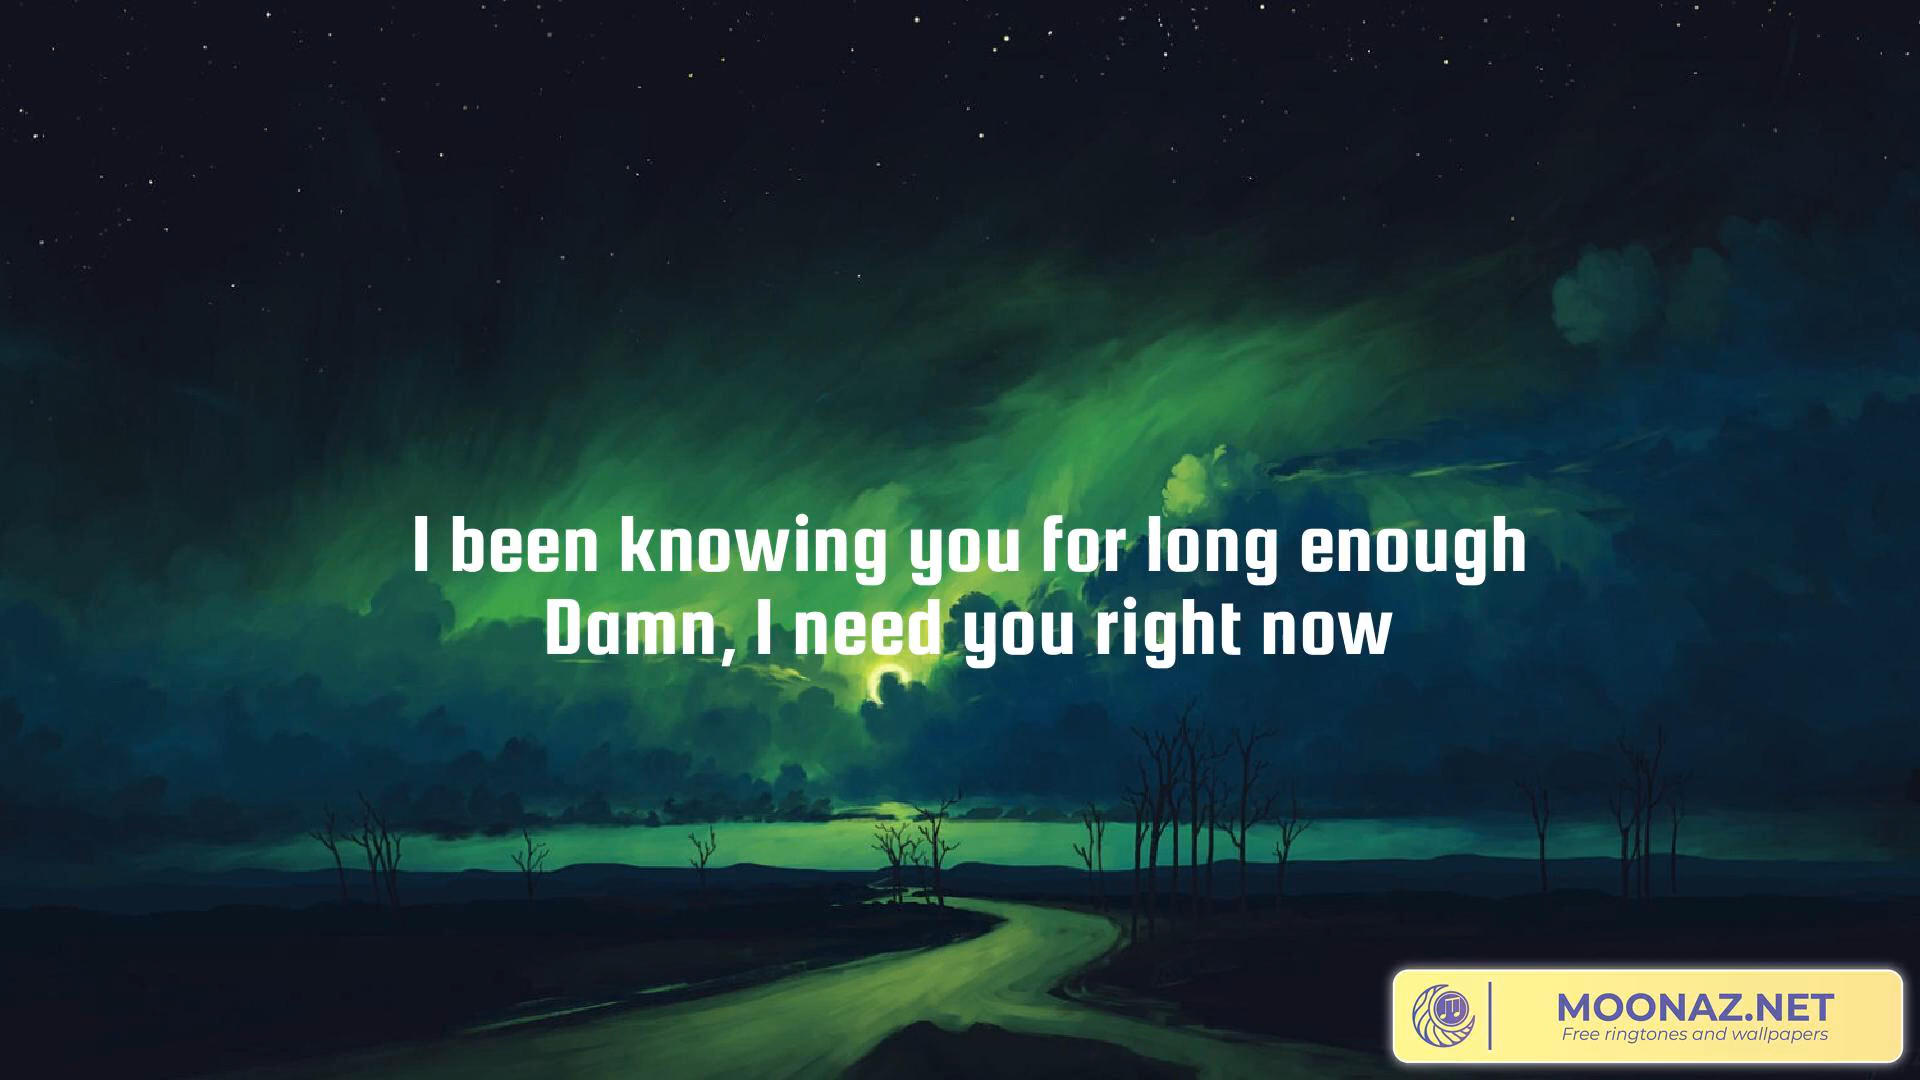 I been knowing you for long enough
Damn, I need you right now
MOONAZ.NET
Free ringtones and wallpapers